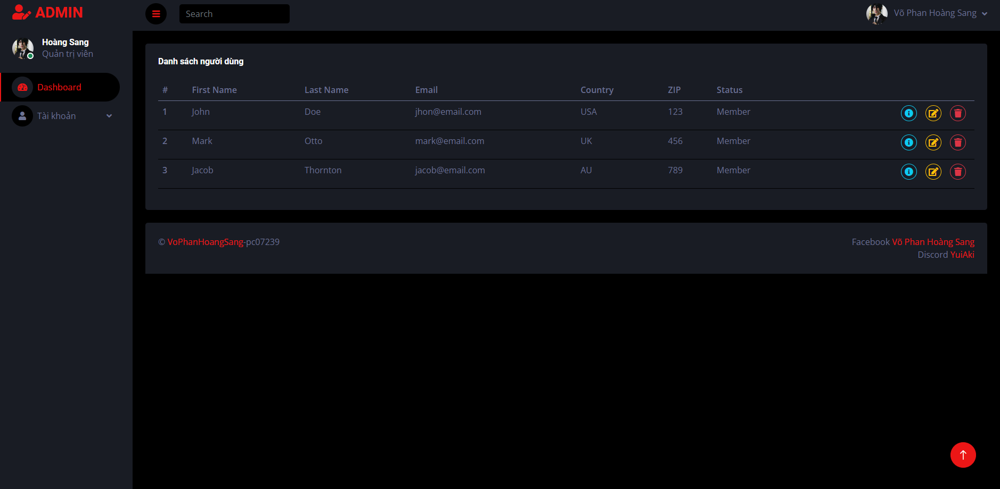 ADMIN
Search
Võ Phan Hoàng Sang
Hoàng Sang
Quản trị viên
Dashboard
Tài khoản
Danh sách người dùng
# First Name Last Name Email Country ZIP Status
1 John Doe jhon@email.com USA 123 Member
2 Mark Otto mark@email.com UK 456 Member
3 Jacob Thornton jacob@email.com AU 789 Member
© VoPhanHoangSang-pc07239
Facebook Võ Phan Hoàng Sang
Discord YuiAki